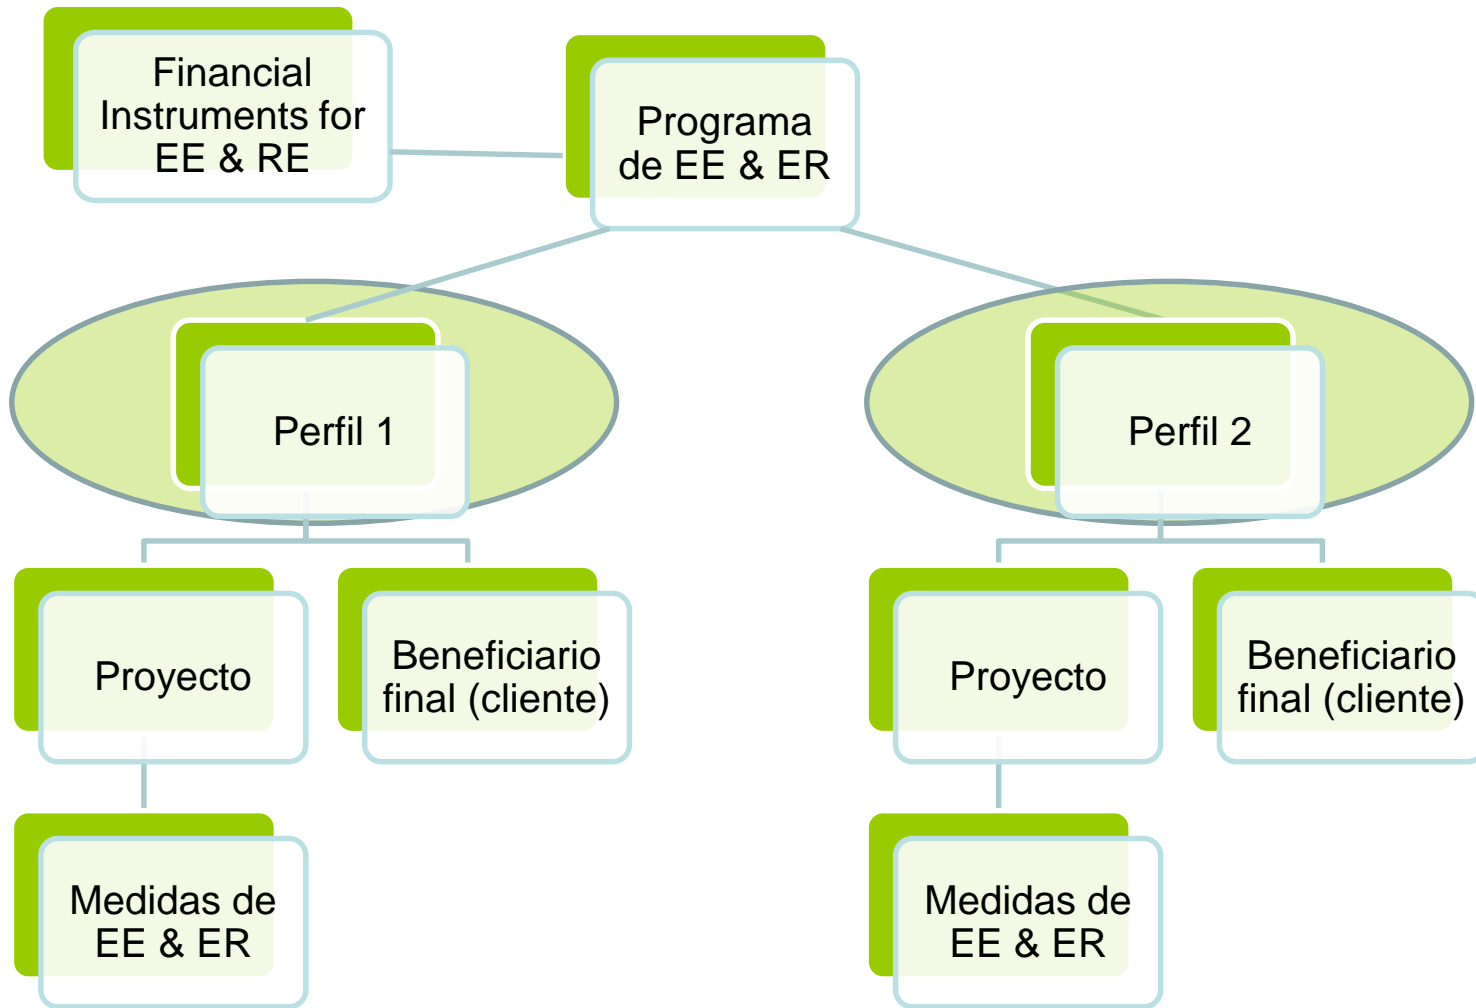 Financial
Instruments for
EE & RE
Programa
de EE & ER
Perfil 1
Perfil 2
Proyecto
Beneficiario
final (cliente)
Proyecto
Beneficiario
final (cliente)
Medidas de
EE & ER
Medidas de
EE & ER